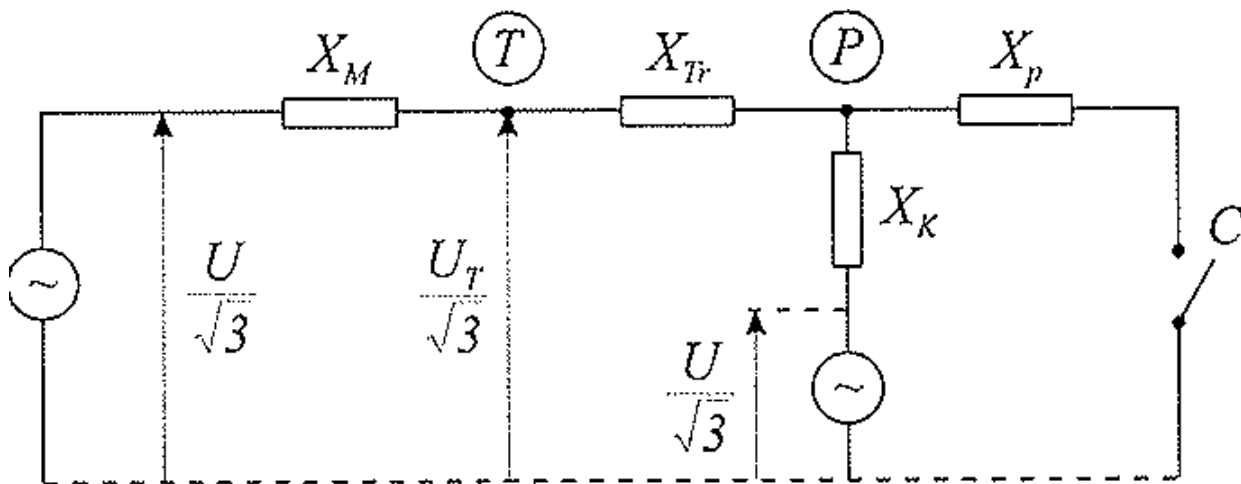 X_M T X_Tr P X_p
X_K
C
~ U/√3 U_T/√3 U/√3 ~